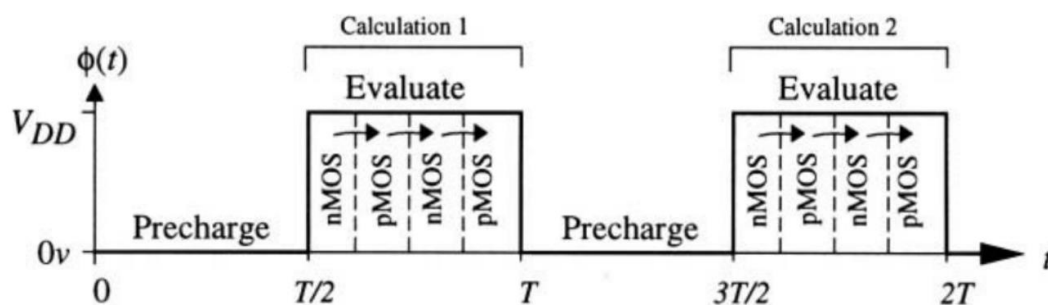 Calculation 1
Calculation 2
ϕ(t)
Evaluate
Evaluate
V_DD
nMOS
pMOS
nMOS
pMOS
nMOS
pMOS
nMOS
pMOS
Precharge
Precharge
0v
t
0
T/2
T
3T/2
2T